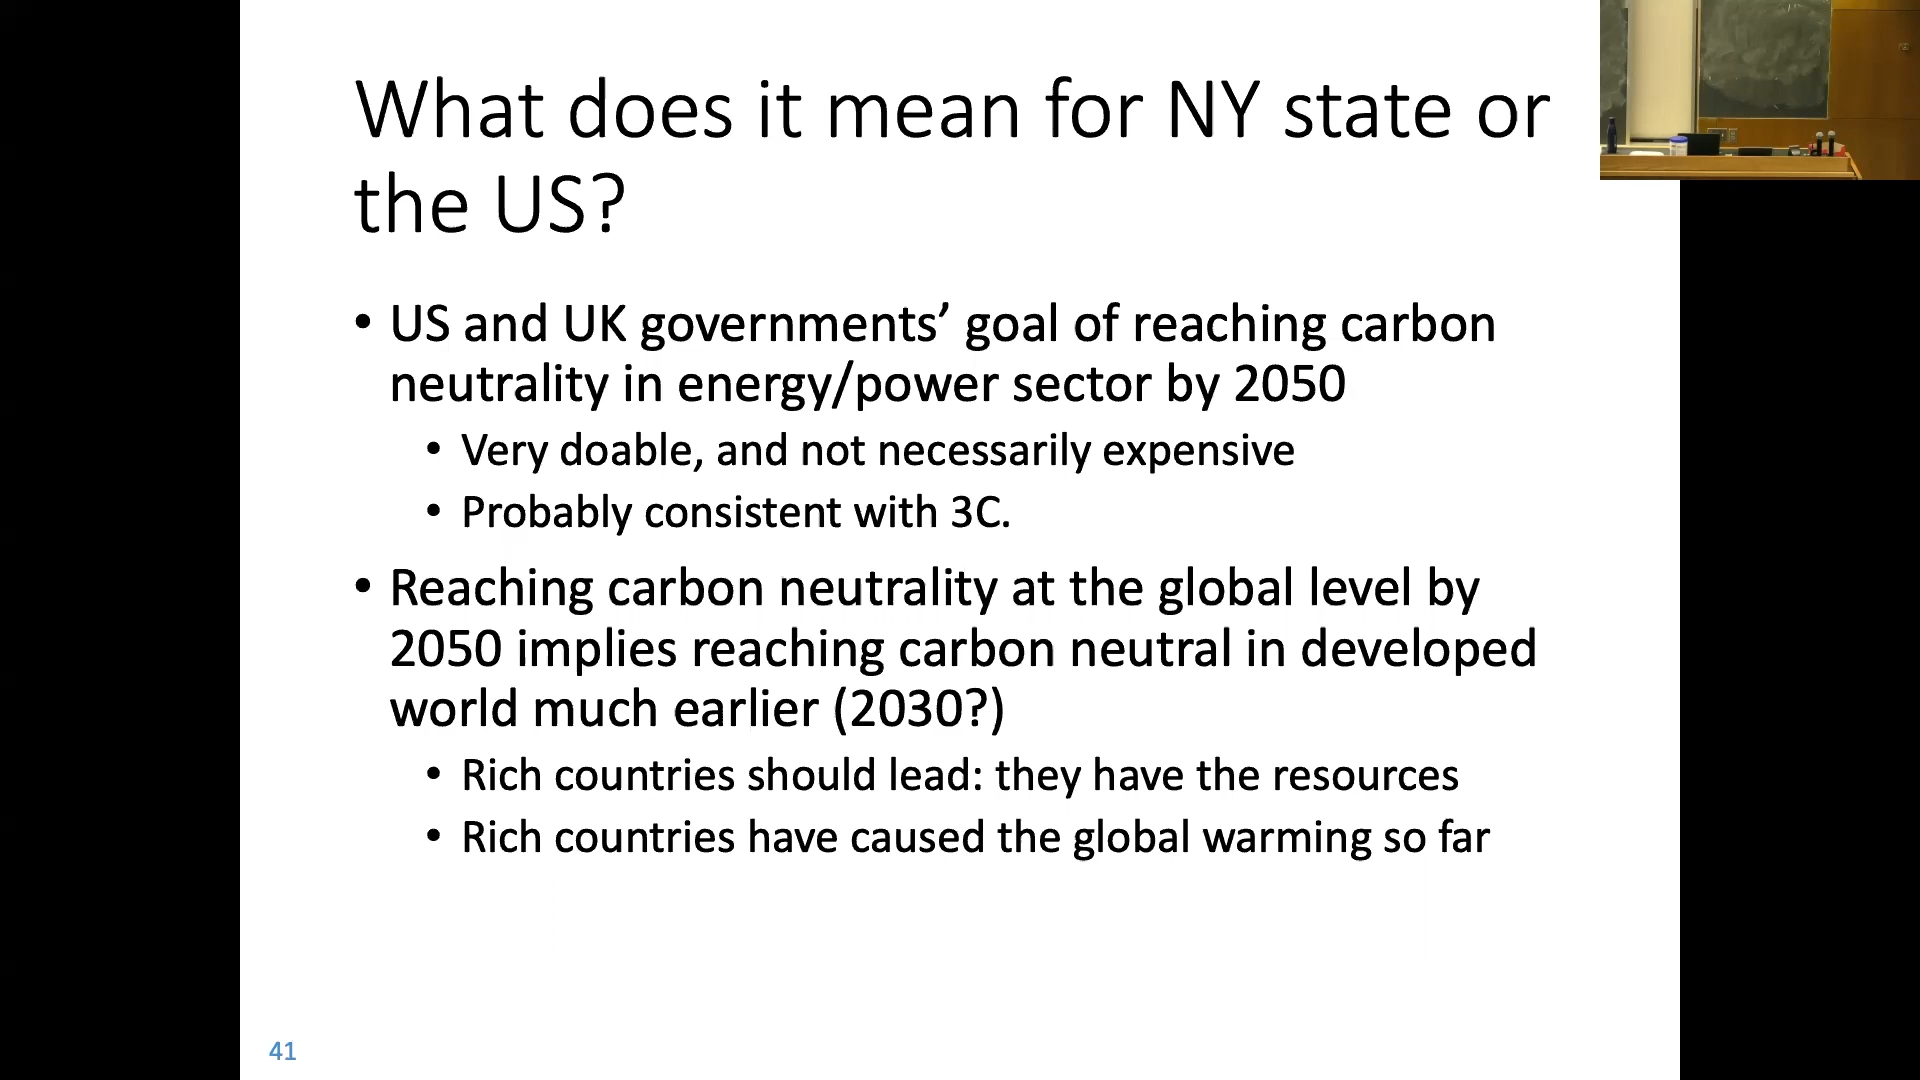 What does it mean for NY state or
the US?
• US and UK governments’ goal of reaching carbon
neutrality in energy/power sector by 2050
• Very doable, and not necessarily expensive
• Probably consistent with 3C.
• Reaching carbon neutrality at the global level by
2050 implies reaching carbon neutral in developed
world much earlier (2030?)
• Rich countries should lead: they have the resources
• Rich countries have caused the global warming so far
41